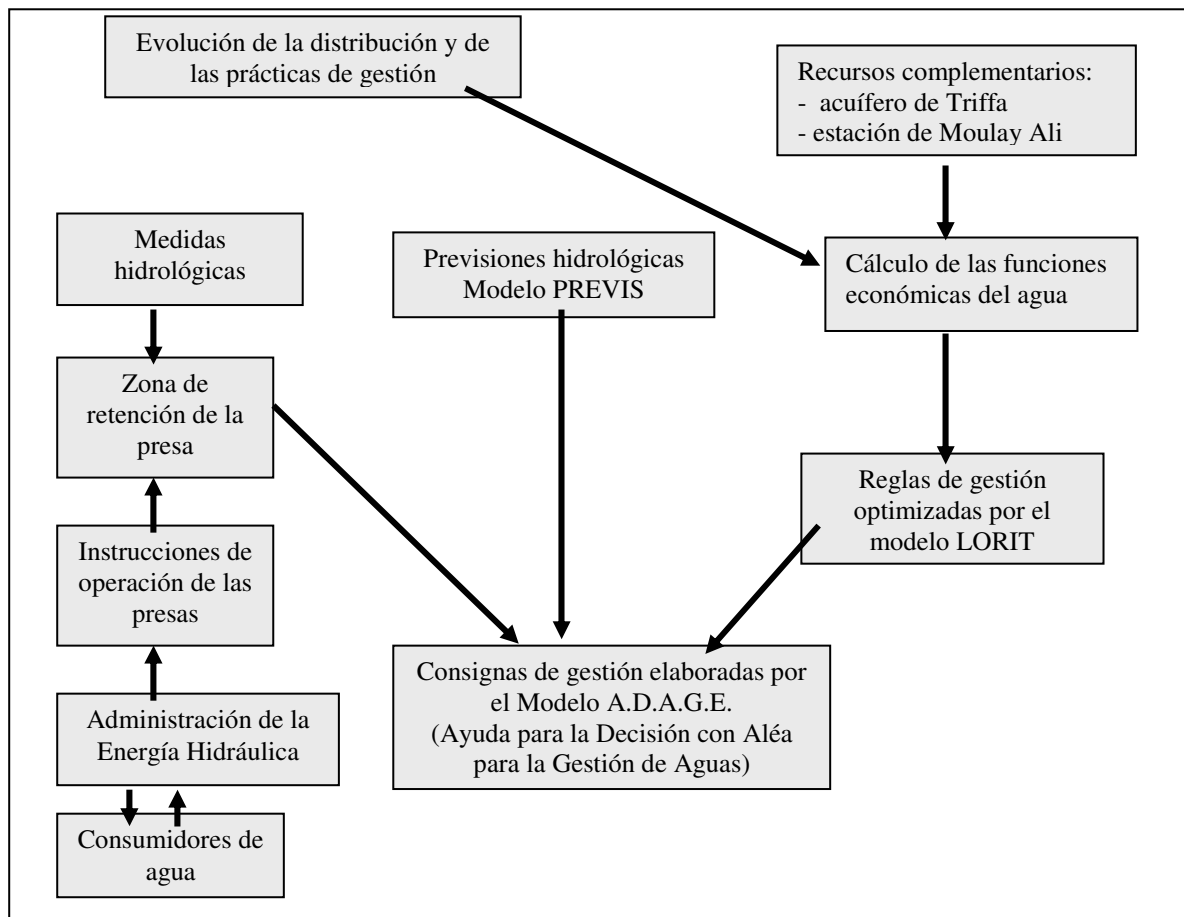 Evolución de la distribución y de
las prácticas de gestión
Recursos complementarios:
- acuífero de Triffa
- estación de Moulay Ali
Medidas
hidrológicas
Previsiones hidrológicas
Modelo PREVIS
Cálculo de las funciones
económicas del agua
Zona de
retención de la
presa
Reglas de gestión
optimizadas por el
modelo LORIT
Instrucciones de
operación de las
presas
Consignas de gestión elaboradas por
el Modelo A.D.A.G.E.
(Ayuda para la Decisión con Aléa
para la Gestión de Aguas)
Administración de la
Energía Hidráulica
Consumidores de
agua